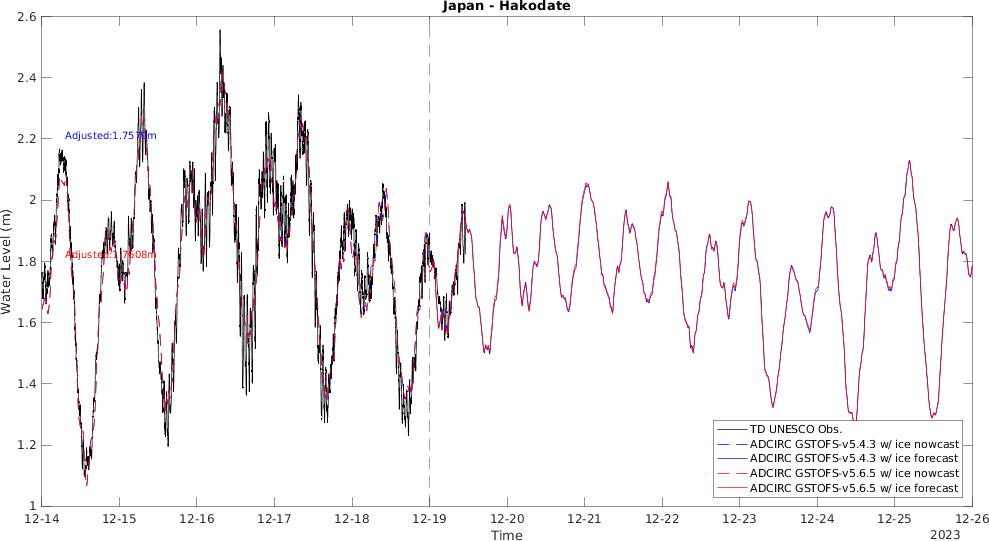 Japan - Hakodate
2.6
2.4
2.2
2
1.8
1.6
1.4
1.2
1
Water Level (m)
Adjusted:1.7579m
Adjusted:1.7608m
TD UNESCO Obs.
ADCIRC GSTOFS-v5.4.3 w/ ice nowcast
ADCIRC GSTOFS-v5.4.3 w/ ice forecast
ADCIRC GSTOFS-v5.6.5 w/ ice nowcast
ADCIRC GSTOFS-v5.6.5 w/ ice forecast
12-14 12-15 12-16 12-17 12-18 12-19 12-20 12-21 12-22 12-23 12-24 12-25 12-26
Time
2023